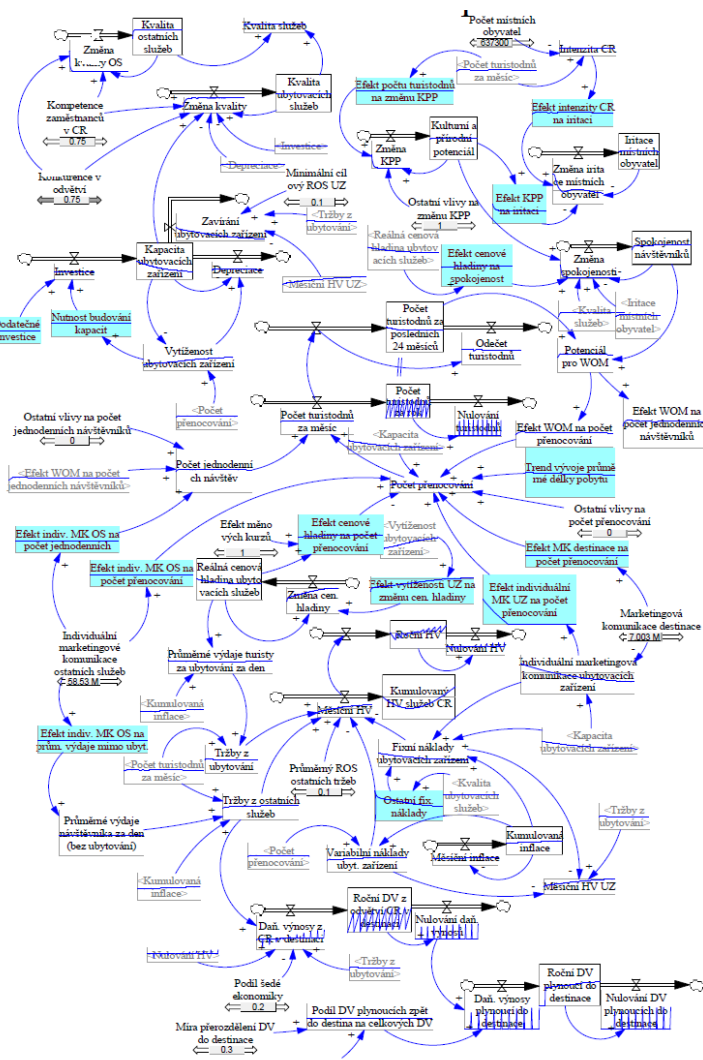 Kvalita
ostatních
služeb
Kvalita služeb
Změna
Kvalita
ubytovacích
služeb
Změna kvality
Kompetence
zaměstnanců
v CR
0.75
<Investice>
<Depreciace>
Konkurence v
odvětví
0.75
Minimální cíl
ový ROS UZ
0.1
<Tržby z
ubytování>
Zavírání
ubytovacích zařízení
Kapacita
ubytovacích
zařízení
Investice
Depreciace
<Měsíční HV UZ>
Dodatečné
investice
Nutnost budování
kapacit
Vytíženost
ubytovacích zařízení
<Počet
přenocování>
Počet místních
obyvatel
637300
Intenzita CR
<Počet turistodnů
za měsíc>
Efekt počtu turistodnů
na změnu KPP
Efekt intenzity CR
na iritaci
Kulturní a
přírodní
potenciál
Změna
KPP
Iritace
místních
obyvatel
Změna irita
ce místních
obyvatel
Efekt KPP
na iritaci
Ostatní vlivy na
změnu KPP
1
<Reálná cenová
hladina ubytov
acích služeb>
Efekt cenové
hladiny na
spokojenost
Změna
spokojenosti
Spokojenost
návštěvníků
<Kvalita
služeb>
<Iritace
místních
obyvatel>
Potenciál
pro WOM
Počet
turistodnů za
posledních
24 měsíců
Odečet
turistodnů
Počet
turistodnů
za rok
Nulování
turistodnů
Počet turistodnů
za měsíc
<Kapacita
ubytovacích zařízení>
Efekt WOM na počet
přenocování
Efekt WOM na
počet jednodenních
návštěvníků
Ostatní vlivy na počet
jednodenních návštěvníků
0
<Efekt WOM na počet
jednodenních návštěvníků>
Počet jednodenní
ch návštěv
Počet přenocování
Trend vývoje průmě
rné délky pobytu
Ostatní vlivy na
počet přenocování
0
Efekt indiv. MK OS na
počet jednodenních
Efekt indiv. MK OS na
počet přenocování
Efekt měno
vých kurzů
1
Efekt cenové
hladiny na počet
přenocování
<Vytíženost
ubytovacích
zařízení>
Efekt MK destinace na
počet přenocování
Reálná cenová
hladina ubyto
vacích služeb
Změna cen.
hladiny
Efekt vytíženosti UZ na
změnu cen. hladiny
Efekt individuální
MK UZ na počet
přenocování
Marketingová
komunikace destinace
7.003 M
Individuální
marketingové
komunikace
ostatních služeb
58.53 M
Průměrné výdaje turisty
za ubytování za den
Roční HV
Nulování HV
Individuální marketingová
komunikace ubytovacích
zařízení
<Kumulovaná
inflace>
Kumulovaný
HV služeb CR
Měsíční HV
Efekt indiv. MK OS na
prům. výdaje mimo ubyt.
Tržby z
ubytování
<Počet turistodnů
za měsíc>
Fixní náklady
ubytovacích zařízení
<Kapacita
ubytovacích zařízení>
Průměrný ROS
ostatních tržeb
0.1
Ostatní fix.
náklady
<Kvalita
ubytovacích
služeb>
Tržby z ostatních
služeb
Průměrné výdaje
návštěvníka za den
(bez ubytování)
<Tržby z
ubytování>
Kumulovaná
inflace
Měsíční inflace
<Počet
přenocování>
Variabilní náklady
ubyt. zařízení
<Kumulovaná
inflace>
Měsíční HV UZ
Roční DV z
odvětví CR
destinaci
Nulování daň.
výnosů
Daň. výnosy z
CR v destinaci
<Nulování HV>
<Tržby z
ubytování>
Podíl šedé
ekonomiky
0.2
Roční DV
plynoucí do
destinace
Daň. výnosy
plynoucí do
destinace
Nulování DV
plynoucích do
destinace
Míra přerozdělení DV
do destinace
0.3
Podíl DV plynoucích zpět
do destina na celkových DV